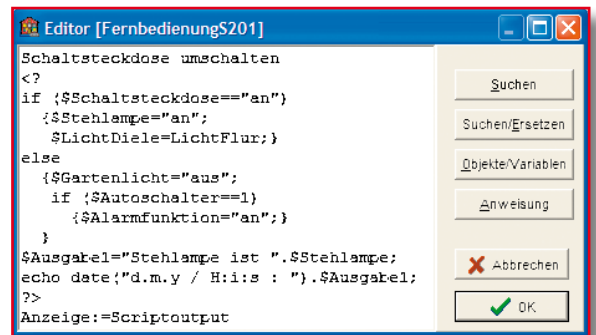 Editor [FernbedienungS201]
Schaltsteckdose umschalten
<?
if ($Schaltsteckdose=="an")
{$Stehlampe="an";
$LichtDiele=LichtFlur;}
else
{$Gartenlicht="aus";
if ($Autoschalter==1)
{$Alarmfunktion="an";}
}
$Ausgabe1="Stehlampe ist ".$Stehlampe;
echo date("d.m.y / H:i:s : ").$Ausgabe1;
?>
Anzeige:=Scriptoutput
Suchen
Suchen/Ersetzen
Objekte/Variablen
Anweisung
Abbrechen
OK